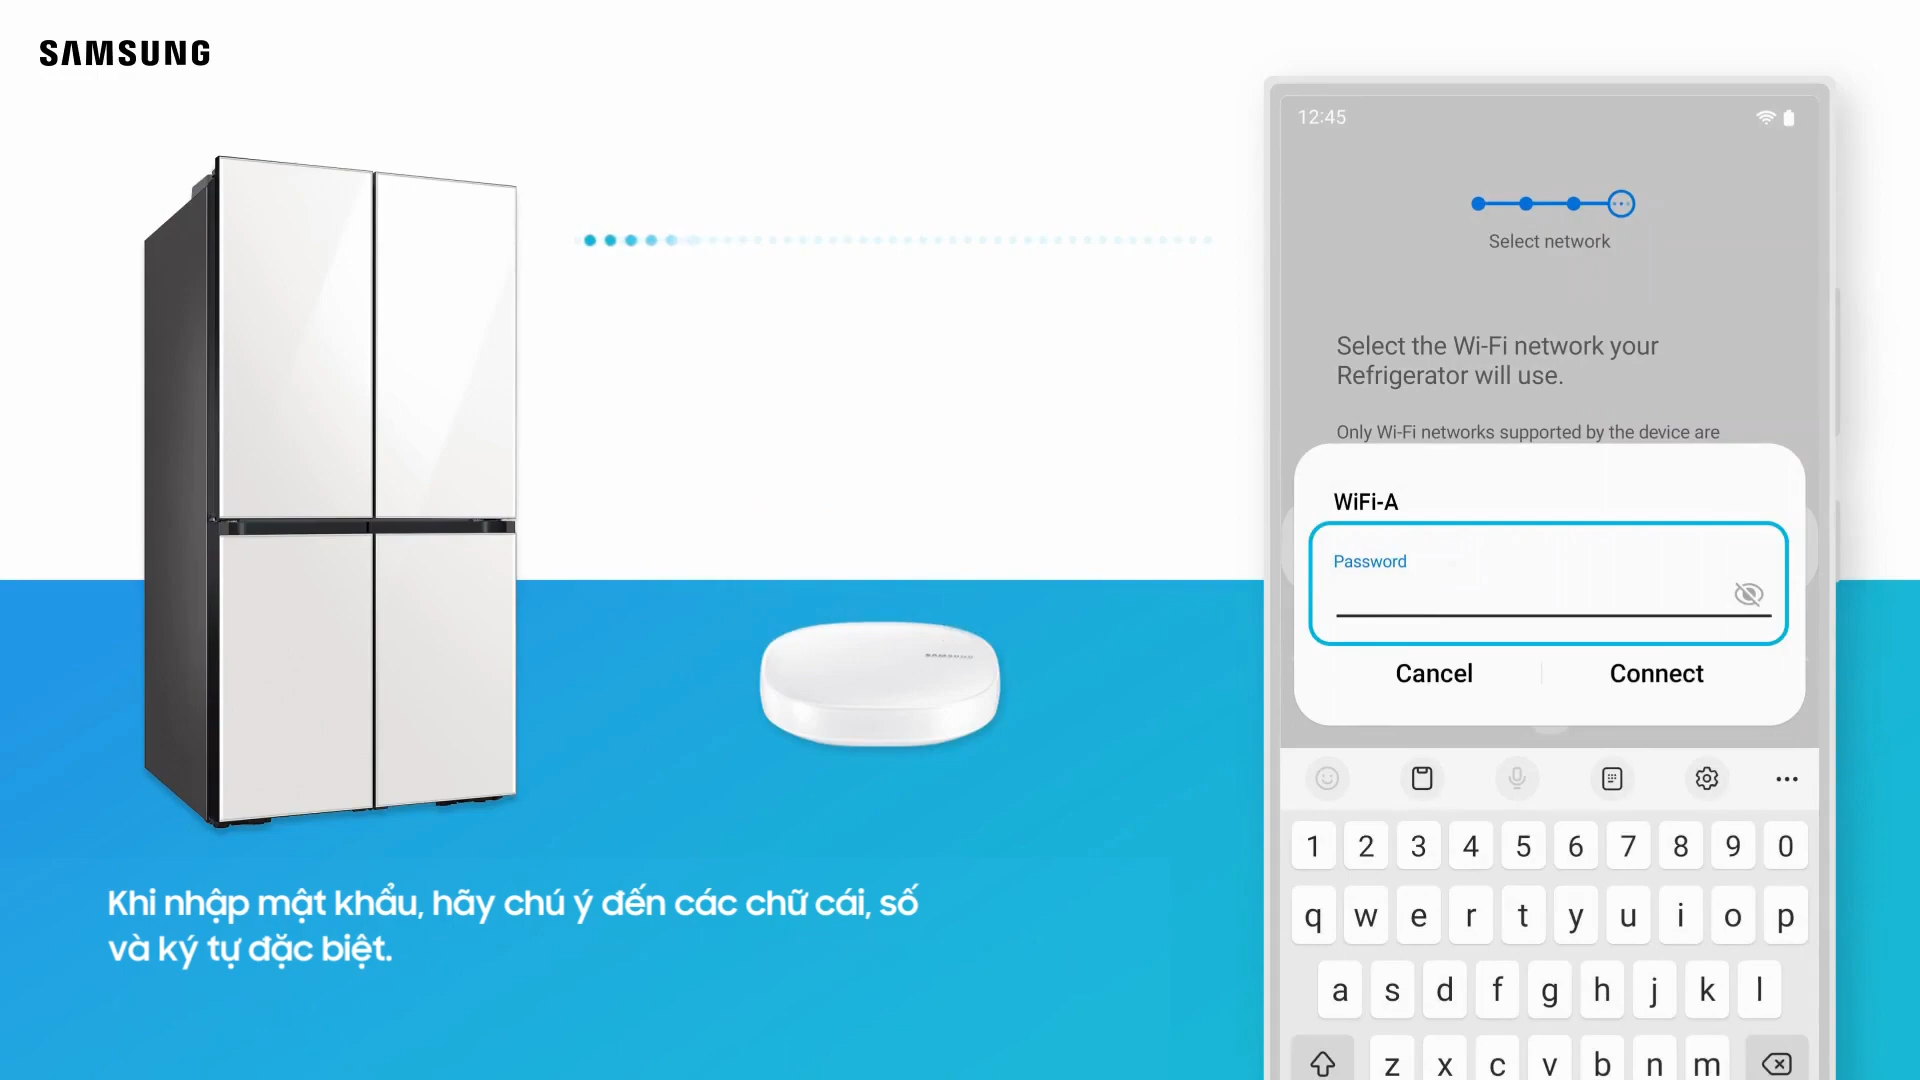 SAMSUNG
12:45
Select network
Select the Wi-Fi network your
Refrigerator will use.
Only Wi-Fi networks supported by the device are
WiFi-A
Password
Cancel
Connect
SAMSUNG
1 2 3 4 5 6 7 8 9 0
q w e r t y u i o p
a s d f g h j k l
z x c v b n m
Khi nhập mật khẩu, hãy chú ý đến các chữ cái, số
và ký tự đặc biệt.